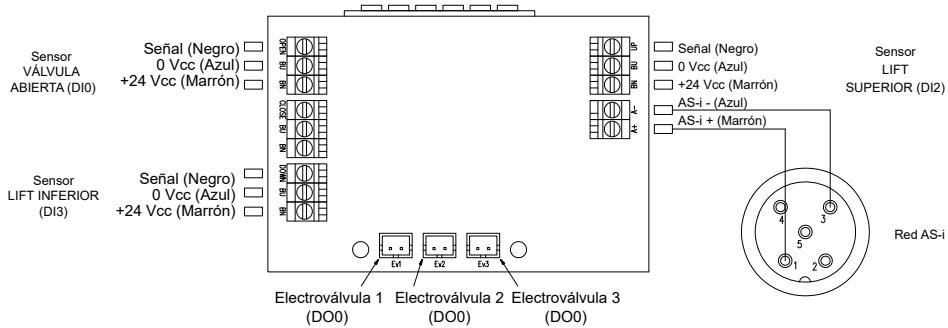 Sensor
VÁLVULA
ABIERTA (DI0)
Señal (Negro)
0 Vcc (Azul)
+24 Vcc (Marrón)
OPEN
BU
BN
CLOSE
BU
BN
Sensor
LIFT INFERIOR
(DI3)
Señal (Negro)
0 Vcc (Azul)
+24 Vcc (Marrón)
DOWN
BU
BN
UP
BU
BN
A-
A+
Señal (Negro)
0 Vcc (Azul)
+24 Vcc (Marrón)
AS-i - (Azul)
AS-i + (Marrón)
Sensor
LIFT
SUPERIOR (DI2)
4
3
5
1
2
Red AS-i
Ev1
Ev2
Ev3
Electroválvula 1
(DO0)
Electroválvula 2
(DO0)
Electroválvula 3
(DO0)